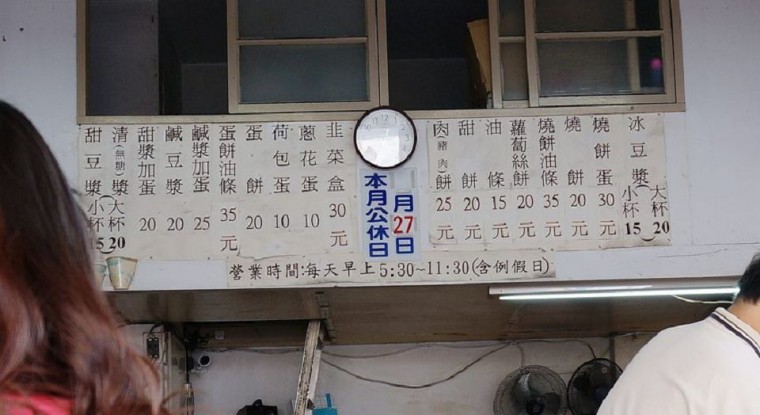 冰豆漿 小杯15 大杯20
燒餅蛋 30元
燒餅 20元
燒餅油條 35元
蘿蔔絲餅 20元
油條 15元
甜餅 20元
肉(豬肉)餅 25元
本月公休日
月27日
韭菜盒 30元
蔥花蛋 10
荷包蛋 10
蛋餅 20
蛋餅油條 35元
鹹漿加蛋 25
鹹豆漿 20
甜漿加蛋 20
清(無糖)漿 大杯20
甜豆漿 小杯15
營業時間:每天早上5:30~11:30(含例假日)